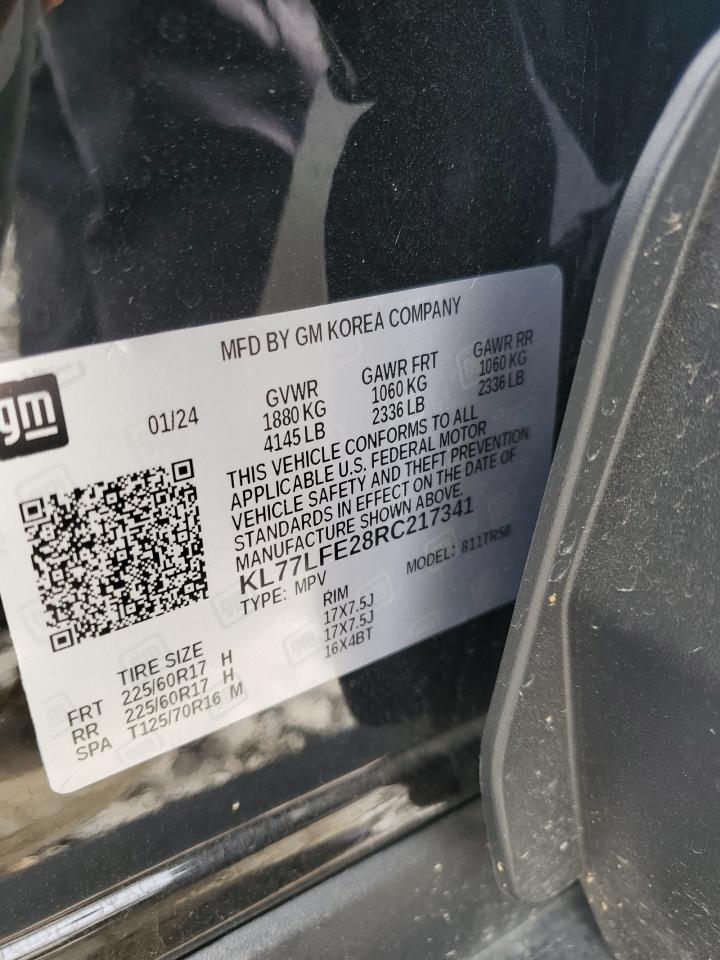 MFD BY GM KOREA COMPANY
gm
01/24
GVWR
1880 KG
4145 LB
GAWR FRT
1060 KG
2336 LB
GAWR RR
1060 KG
2336 LB
THIS VEHICLE CONFORMS TO ALL
APPLICABLE U.S. FEDERAL MOTOR
VEHICLE SAFETY AND THEFT PREVENTION
STANDARDS IN EFFECT ON THE DATE OF
MANUFACTURE SHOWN ABOVE.
KL77LFE28RC217341
TYPE: MPV
MODEL: 811TR58
TIRE SIZE RIM
FRT 225/60R17 H 17X7.5J
RR 225/60R17 H 17X7.5J
SPA T125/70R16 M 16X4BT